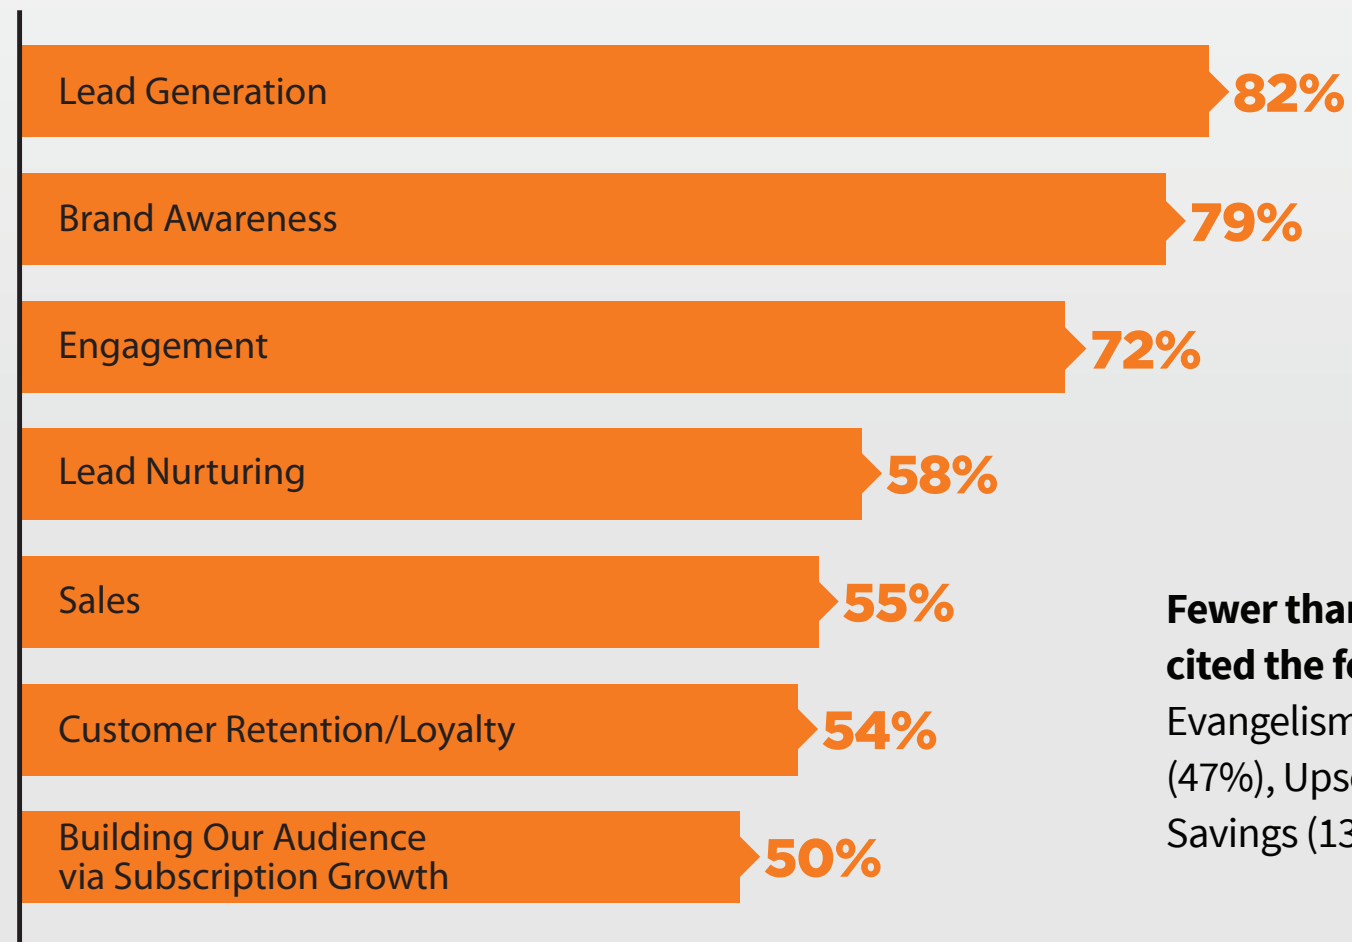 Lead Generation 82%
Brand Awareness 79%
Engagement 72%
Lead Nurturing 58%
Sales 55%
Customer Retention/Loyalty 54%
Building Our Audience
via Subscription Growth 50%
Fewer
cited the
(47%),
Savings